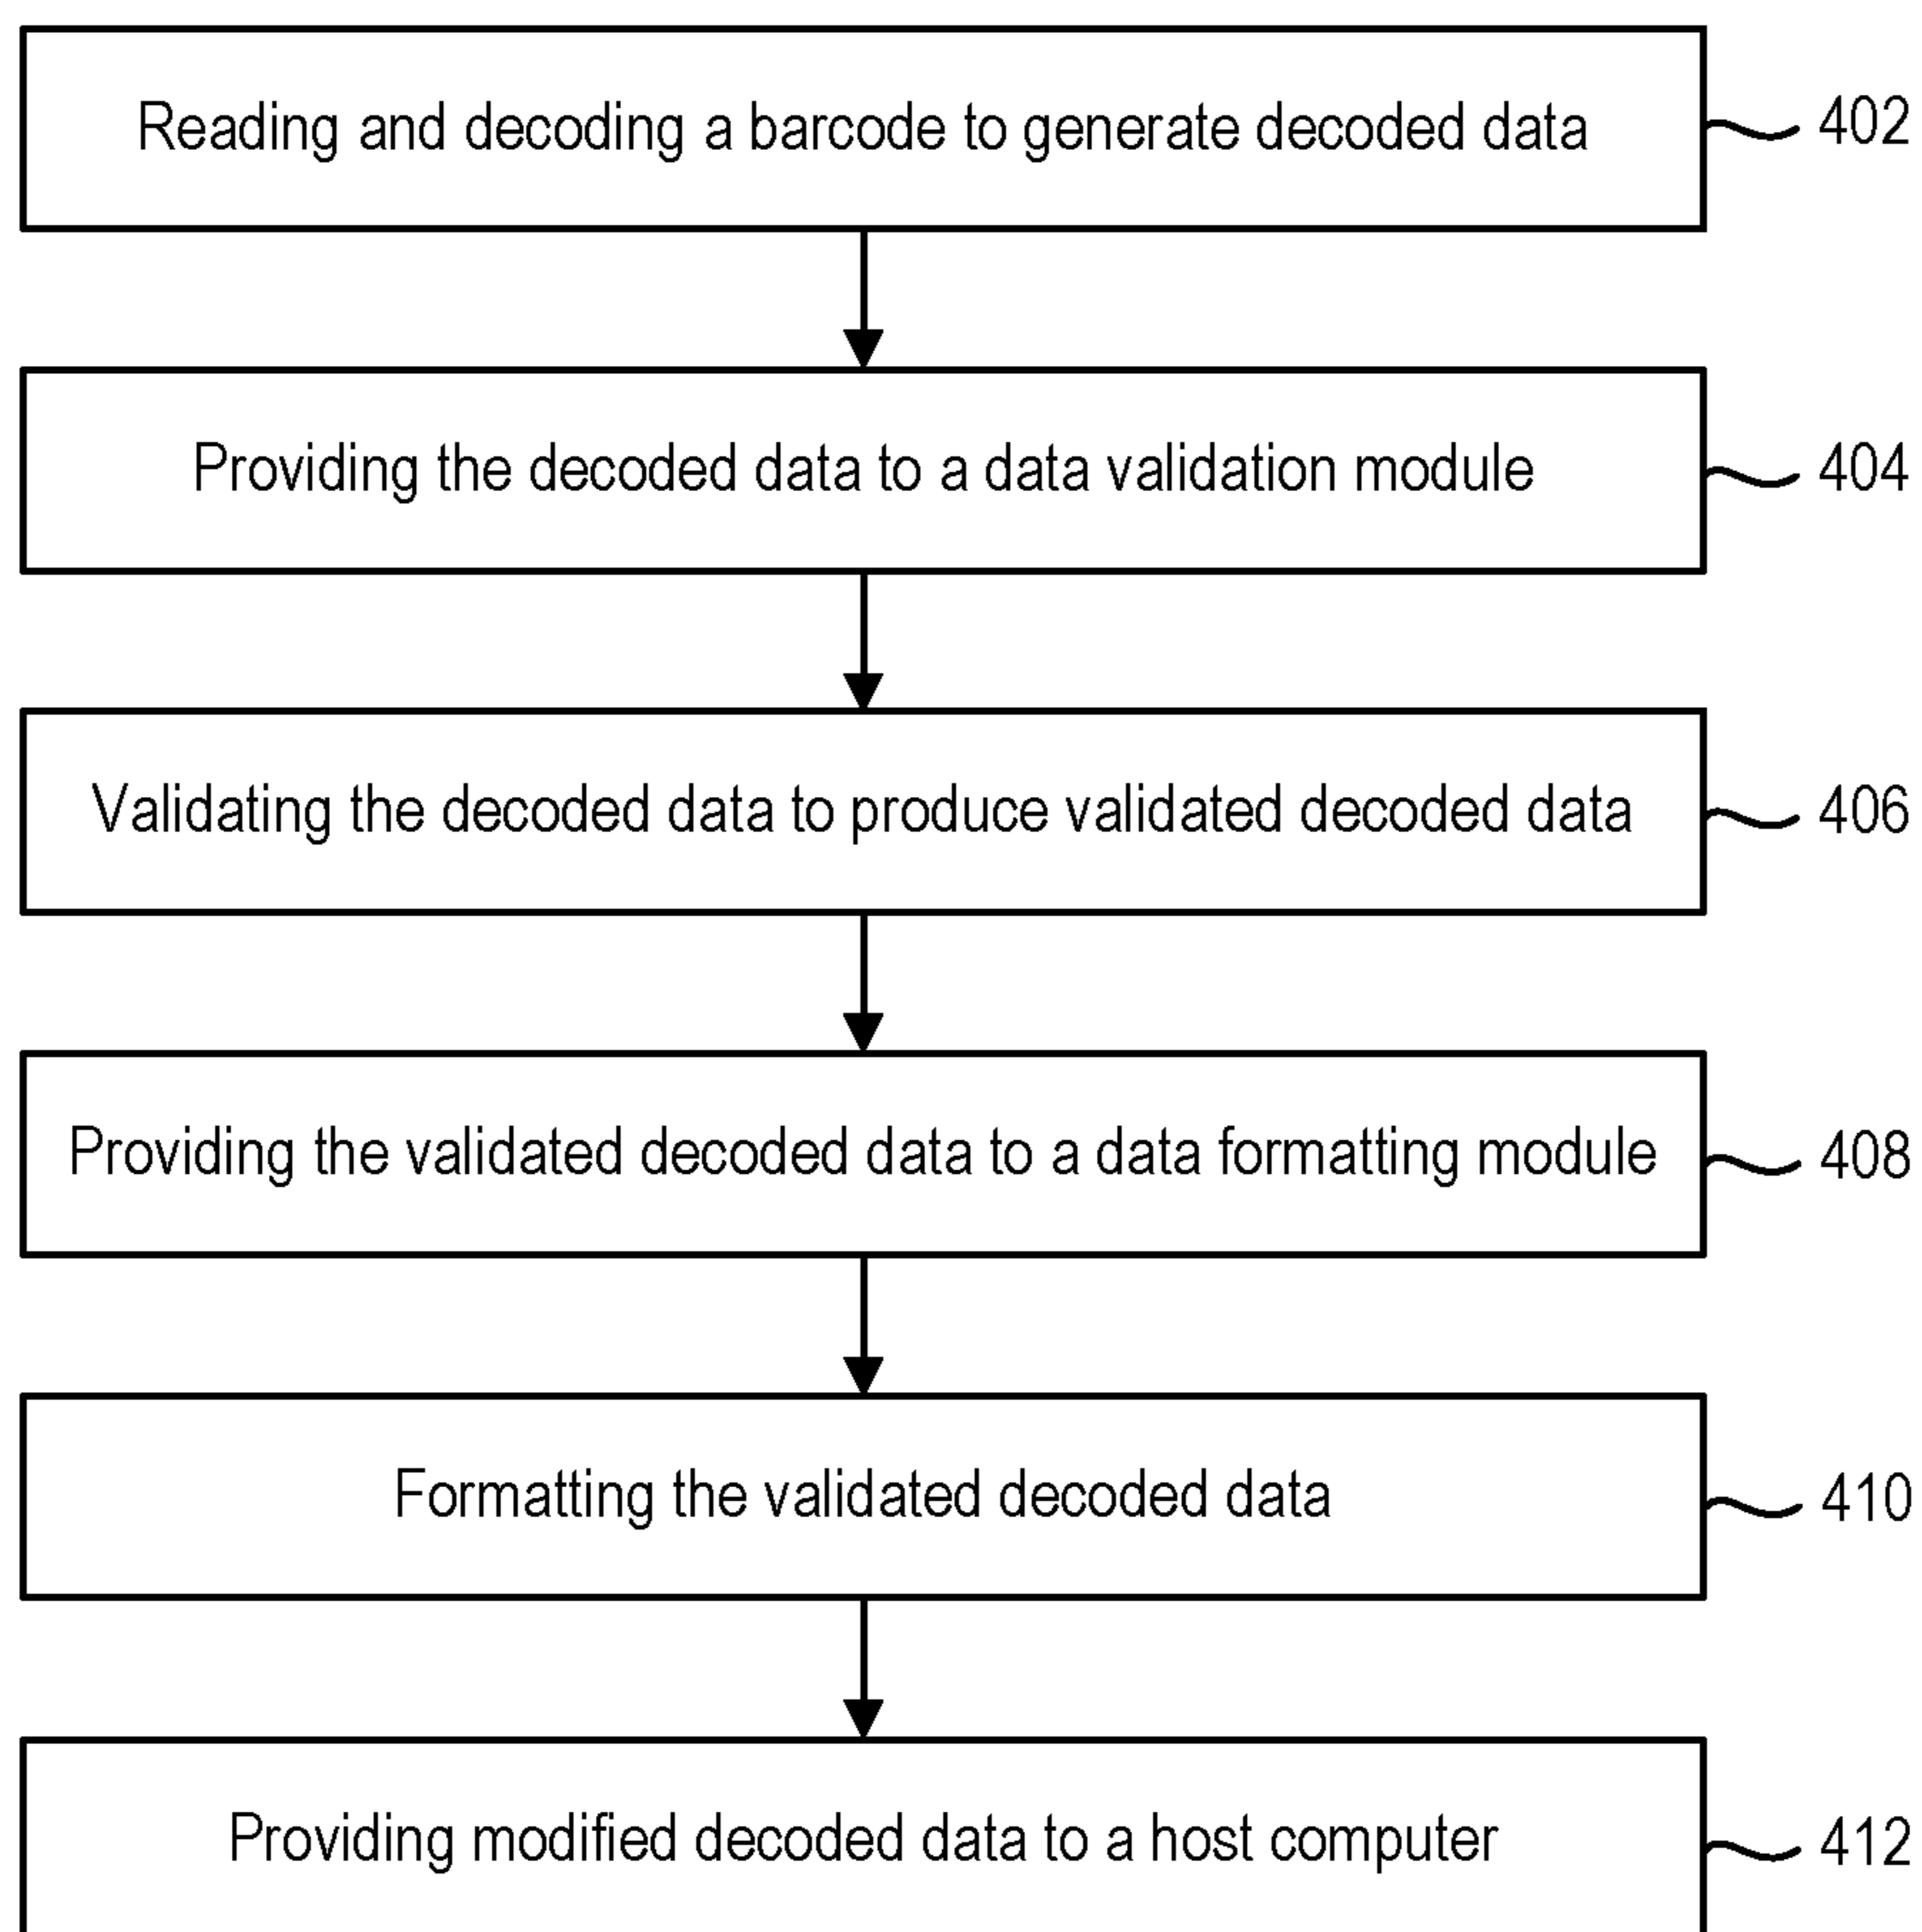 Reading and decoding a barcode to generate decoded data
402
Providing the decoded data to a data validation module
404
Validating the decoded data to produce validated decoded data
406
Providing the validated decoded data to a data formatting module
408
Formatting the validated decoded data
410
Providing modified decoded data to a host computer
412